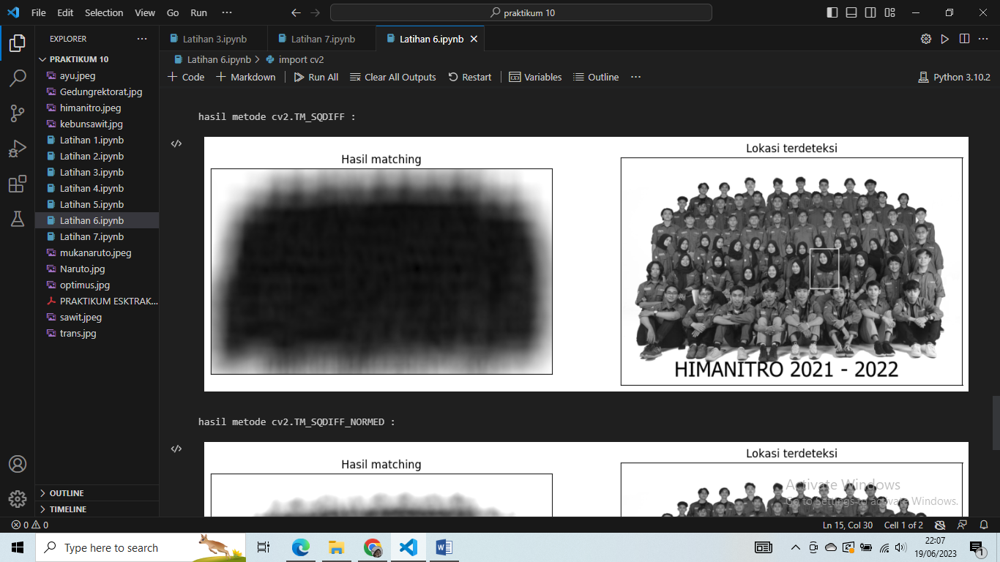 File Edit Selection View Go Run ···
praktikum 10
EXPLORER ···
PRAKTIKUM 10
ayu.jpeg
Gedungrektorat.jpg
himanitro.jpeg
kebunsawit.jpg
Latihan 1.ipynb
Latihan 2.ipynb
Latihan 3.ipynb
Latihan 4.ipynb
Latihan 5.ipynb
Latihan 6.ipynb
Latihan 7.ipynb
mukanaruto.jpeg
Naruto.jpg
optimus.jpg
PRAKTIKUM ESKTRAK...
sawit.jpeg
trans.jpg
OUTLINE
TIMELINE
Latihan 3.ipynb Latihan 7.ipynb Latihan 6.ipynb
Latihan 6.ipynb > import cv2
+ Code + Markdown Run All Clear All Outputs Restart Variables Outline ··· Python 3.10.2
hasil metode cv2.TM_SQDIFF :
Hasil matching
Lokasi terdeteksi
HIMANITRO 2021 - 2022
hasil metode cv2.TM_SQDIFF_NORMED :
Hasil matching
Lokasi terdeteksi
Activate Windows
Go to Settings to activate Windows.
0 0 Ln 15, Col 30 Cell 1 of 2
Type here to search
22:07
19/06/2023
1